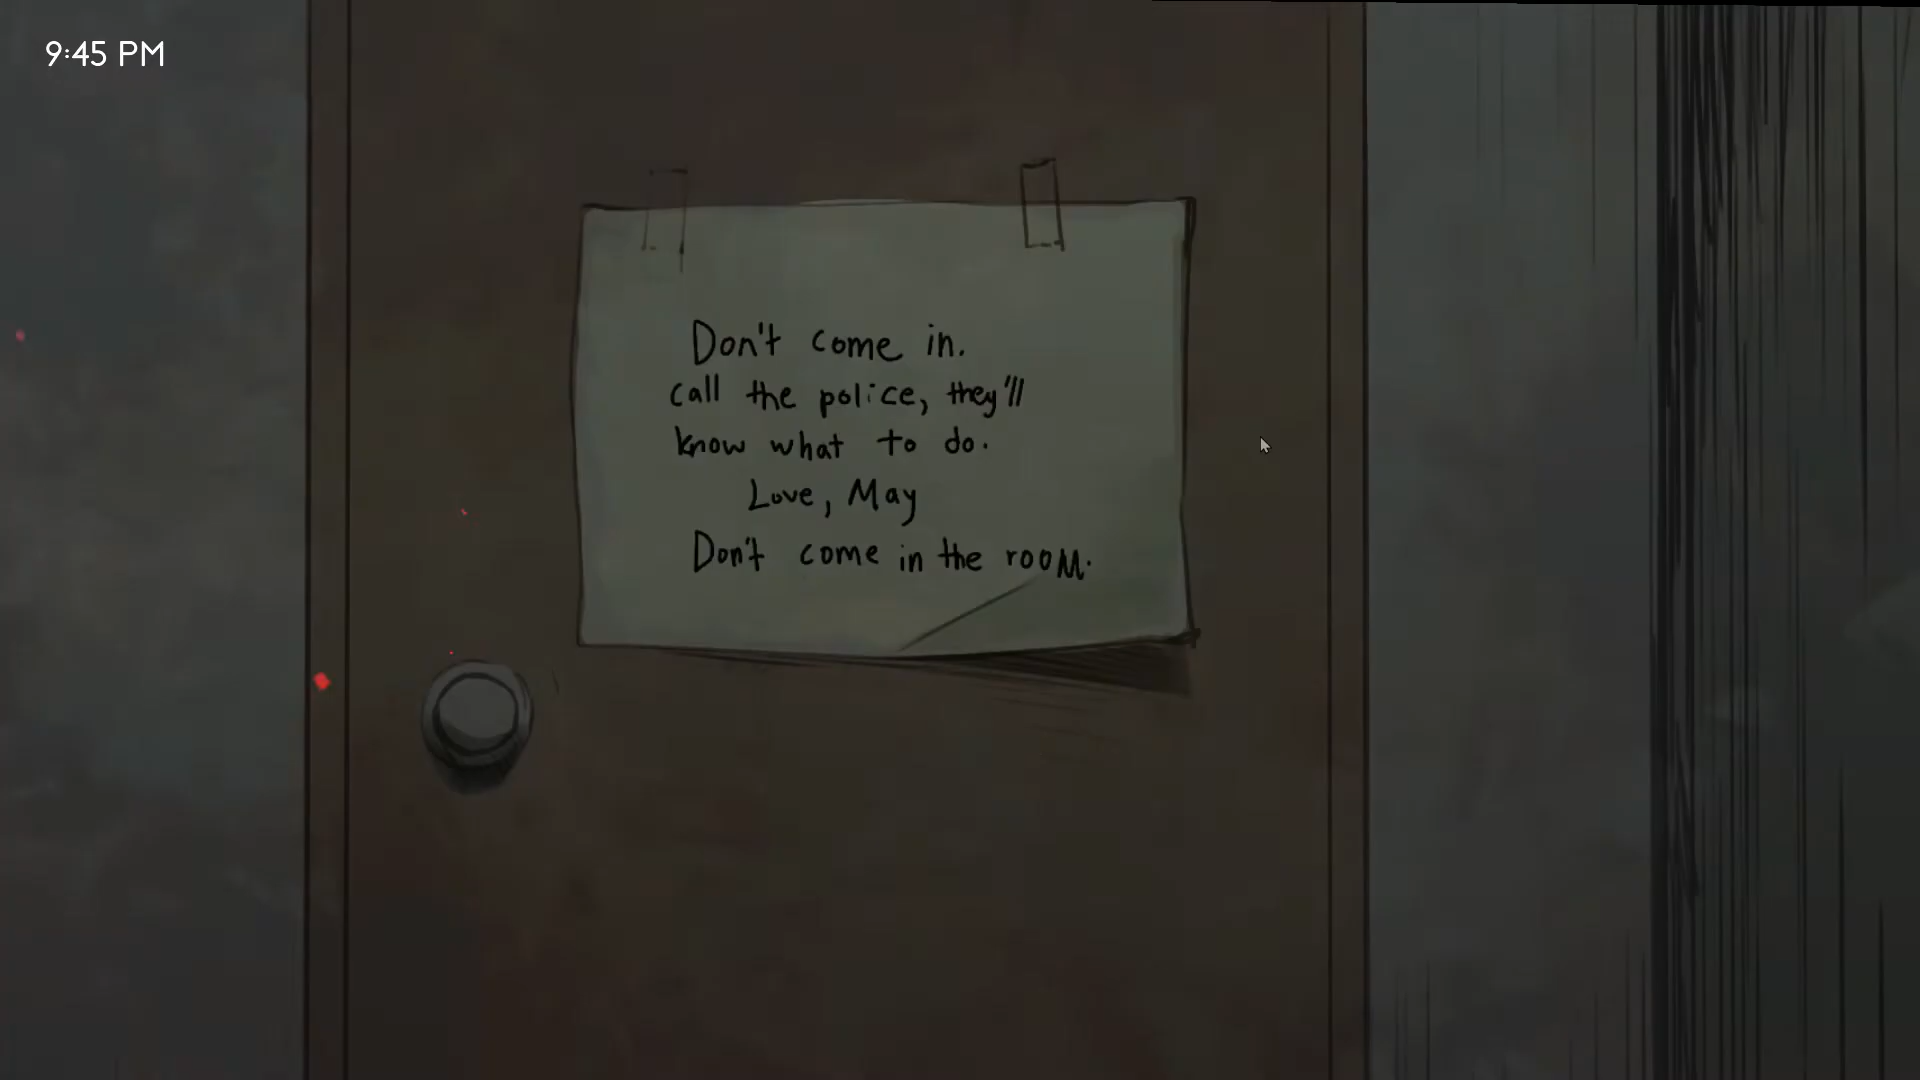 9:45 PM
Don't come in.
call the police, they'll
know what to do.
Love, May
Don't come in the rooM.